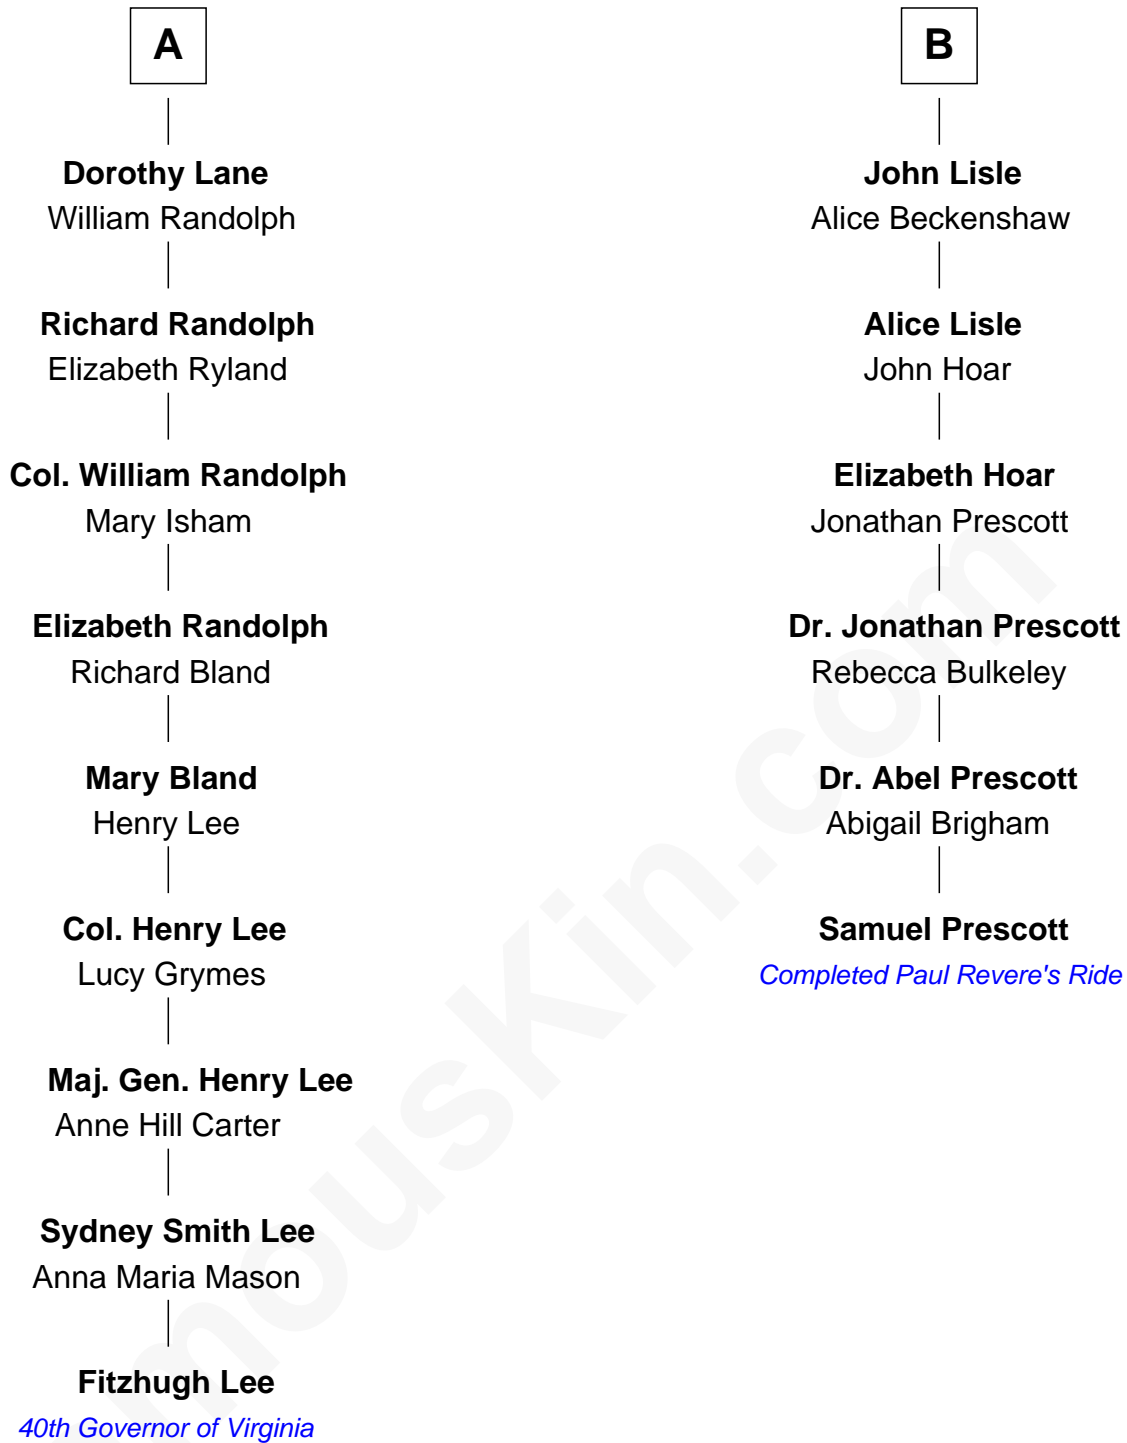 A
Dorothy Lane
William Randolph
Richard Randolph
Elizabeth Ryland
Col. William Randolph
Mary Isham
Elizabeth Randolph
Richard Bland
Mary Bland
Henry Lee
Col. Henry Lee
Lucy Grymes
Maj. Gen. Henry Lee
Anne Hill Carter
Sydney Smith Lee
Anna Maria Mason
Fitzhugh Lee
40th Governor of Virginia
B
John Lisle
Alice Beckenshaw
Alice Lisle
John Hoar
Elizabeth Hoar
Jonathan Prescott
Dr. Jonathan Prescott
Rebecca Bulkeley
Dr. Abel Prescott
Abigail Brigham
Samuel Prescott
Completed Paul Revere's Ride
mousKin.com